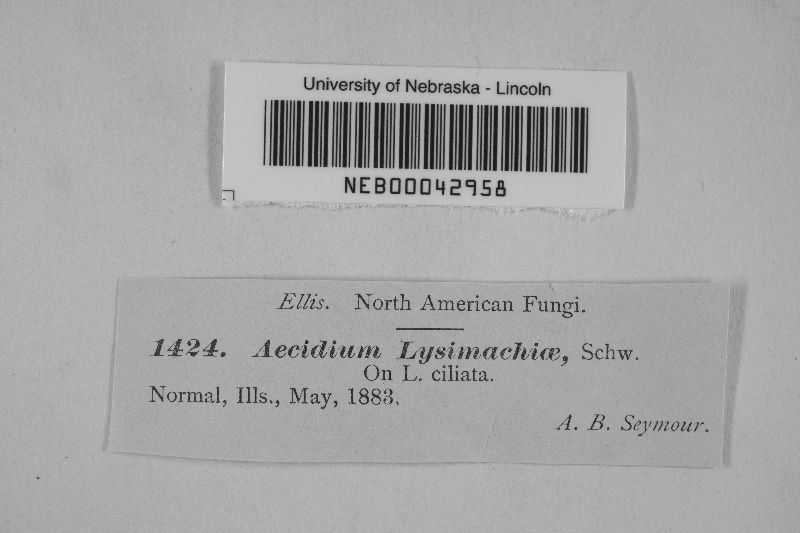 University of Nebraska - Lincoln
NEB00042958
Ellis. North American Fungi.
1424. Aecidium Lysimachiæ, Schw.
On L. ciliata.
Normal, Ills., May, 1883.
A. B. Seymour.